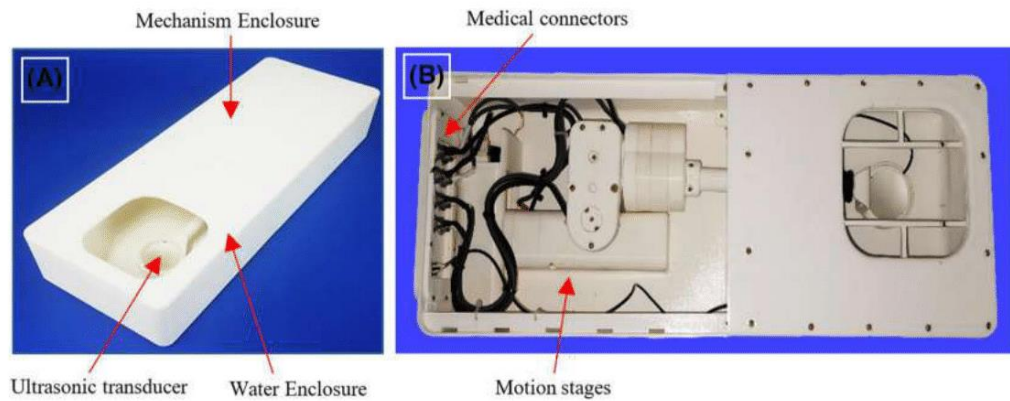 Mechanism Enclosure
Medical connectors
(A)
(B)
Ultrasonic transducer
Water Enclosure
Motion stages